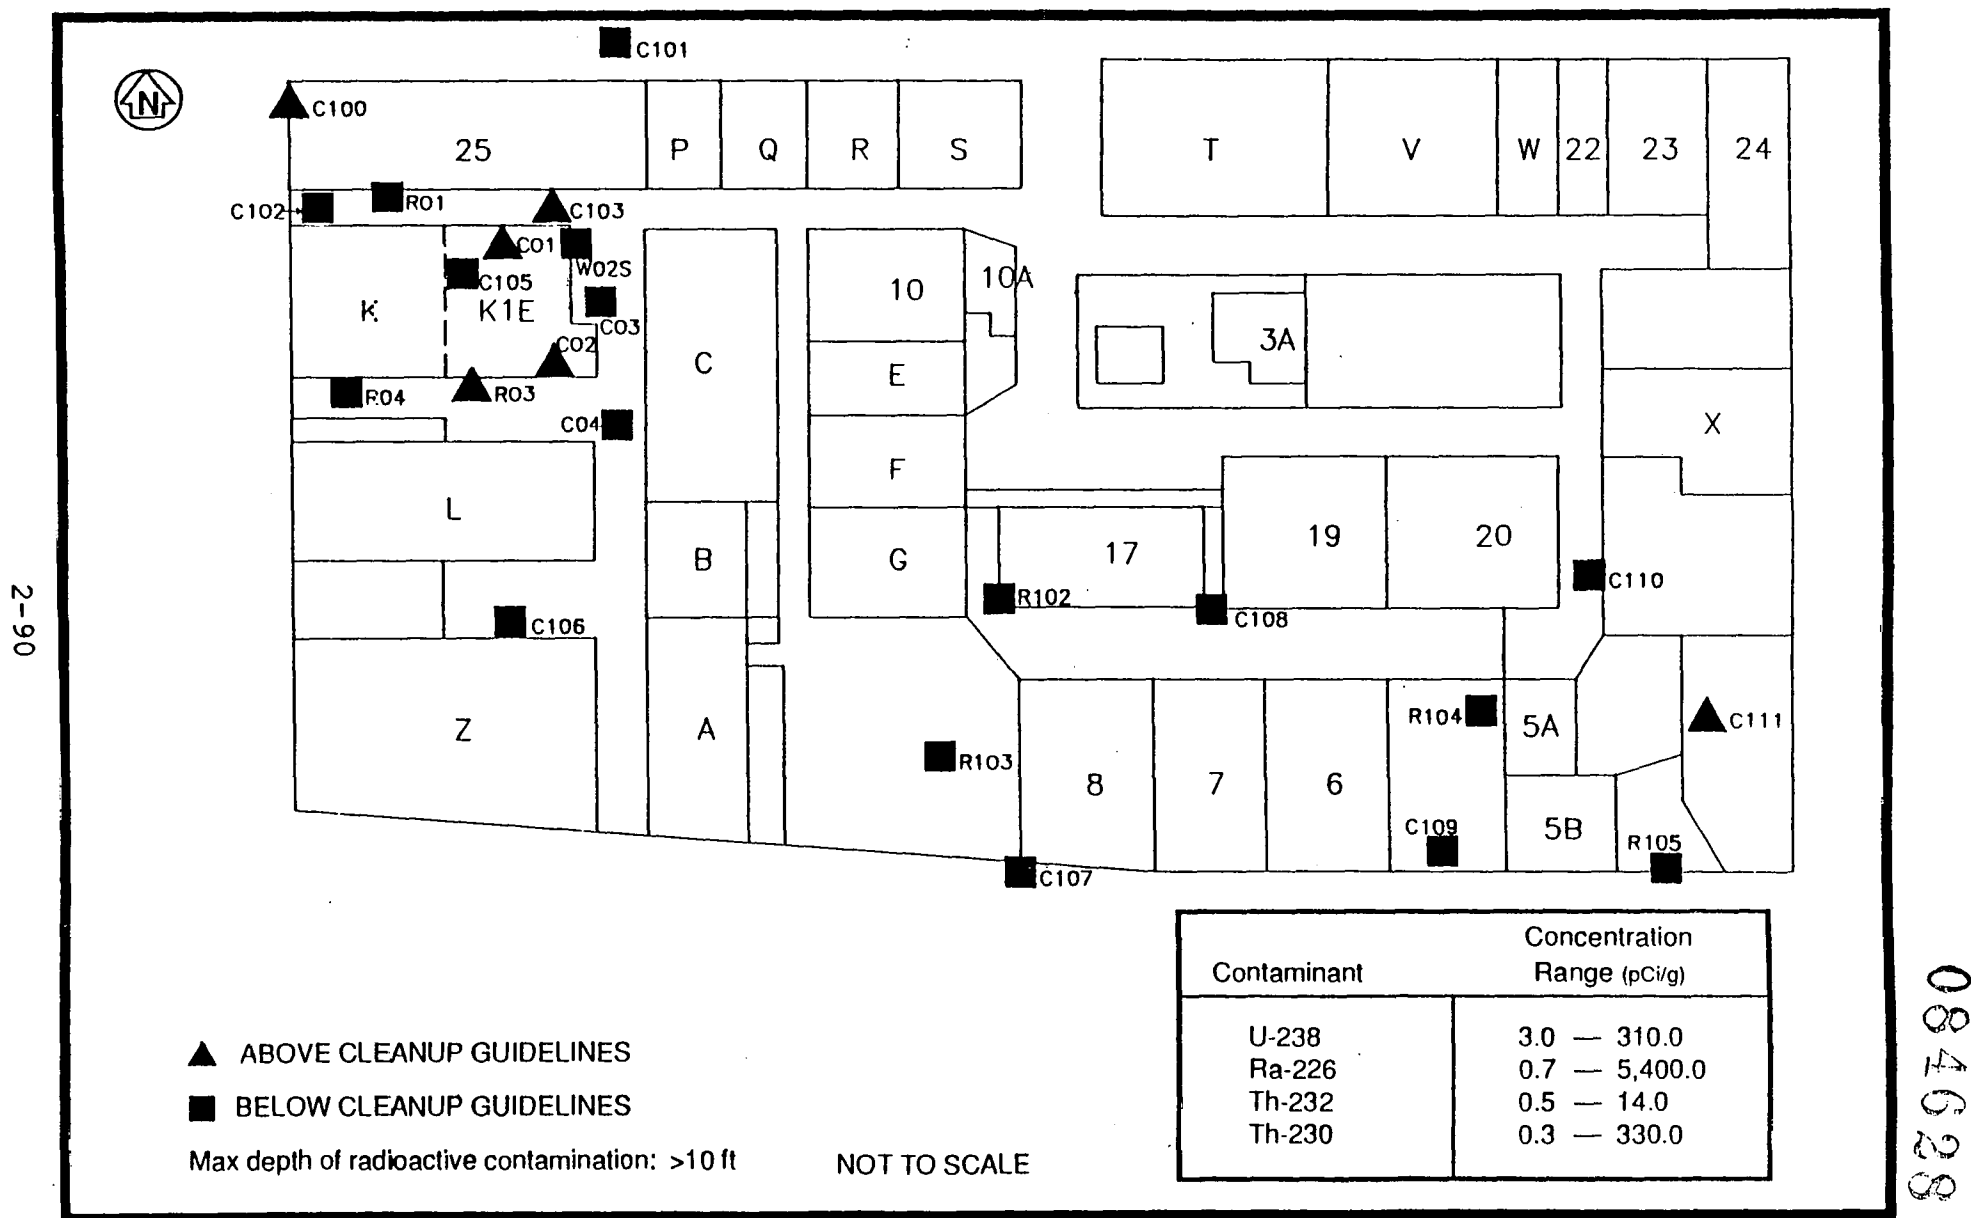 C101
N
C100
25
P
Q
R
S
T
V
W
22
23
24
C102
R01
C103
C01
W02S
C105
K
K1E
C03
C02
R04
R03
C04
C
10
10A
E
F
3A
X
L
B
G
17
19
20
C110
R102
C108
C106
Z
A
R103
8
7
6
R104
5A
C111
C109
5B
R105
C107
2-90
Contaminant
Concentration
Range (pCi/g)
U-238 3.0 — 310.0
Ra-226 0.7 — 5,400.0
Th-232 0.5 — 14.0
Th-230 0.3 — 330.0
ABOVE CLEANUP GUIDELINES
BELOW CLEANUP GUIDELINES
Max depth of radioactive contamination: >10 ft
NOT TO SCALE
084628